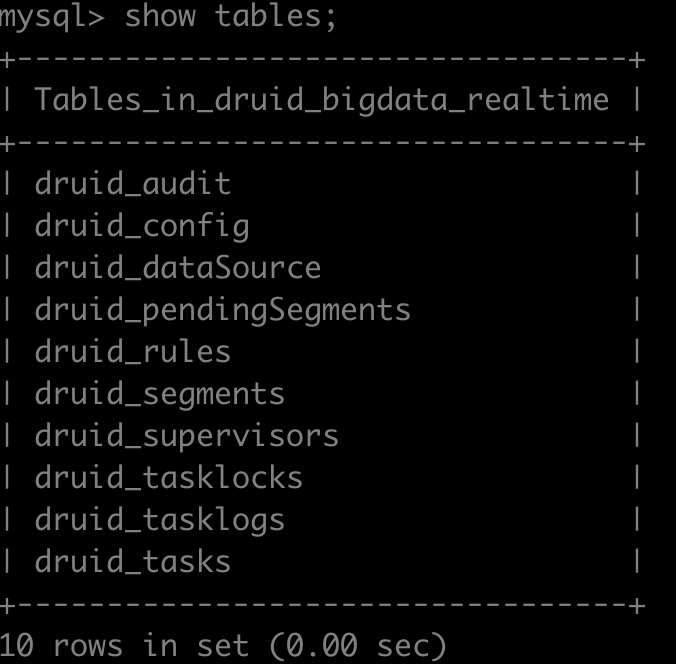 mysql> show tables;
+----------------------------------+
| Tables_in_druid_bigdata_realtime |
+----------------------------------+
| druid_audit                      |
| druid_config                     |
| druid_dataSource                 |
| druid_pendingSegments            |
| druid_rules                      |
| druid_segments                   |
| druid_supervisors                |
| druid_tasklocks                  |
| druid_tasklogs                   |
| druid_tasks                      |
+----------------------------------+
10 rows in set (0.00 sec)